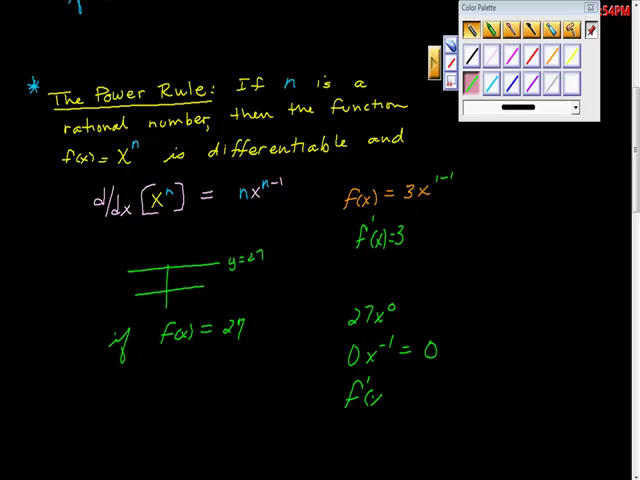 :54PM
Color Palette
* The Power Rule: If n is a
rational number, then the function
f(x) = x^n is differentiable and
d/dx [x^n] = nx^n-1
f(x) = 3x^1-1
f'(x)=3
y=27
if f(x) = 27
27x^0
0x^-1 = 0
f'(x